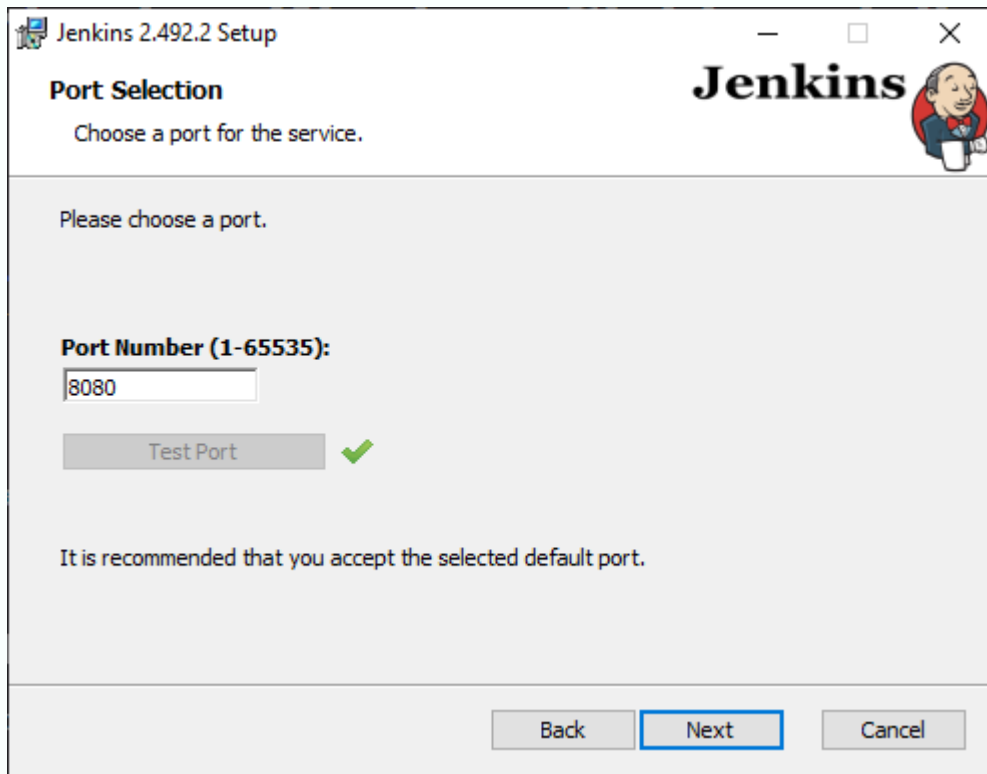 Jenkins 2.492.2 Setup
Port Selection
Jenkins
Choose a port for the service.
Please choose a port.
Port Number (1-65535):
8080
Test Port
It is recommended that you accept the selected default port.
Back Next Cancel